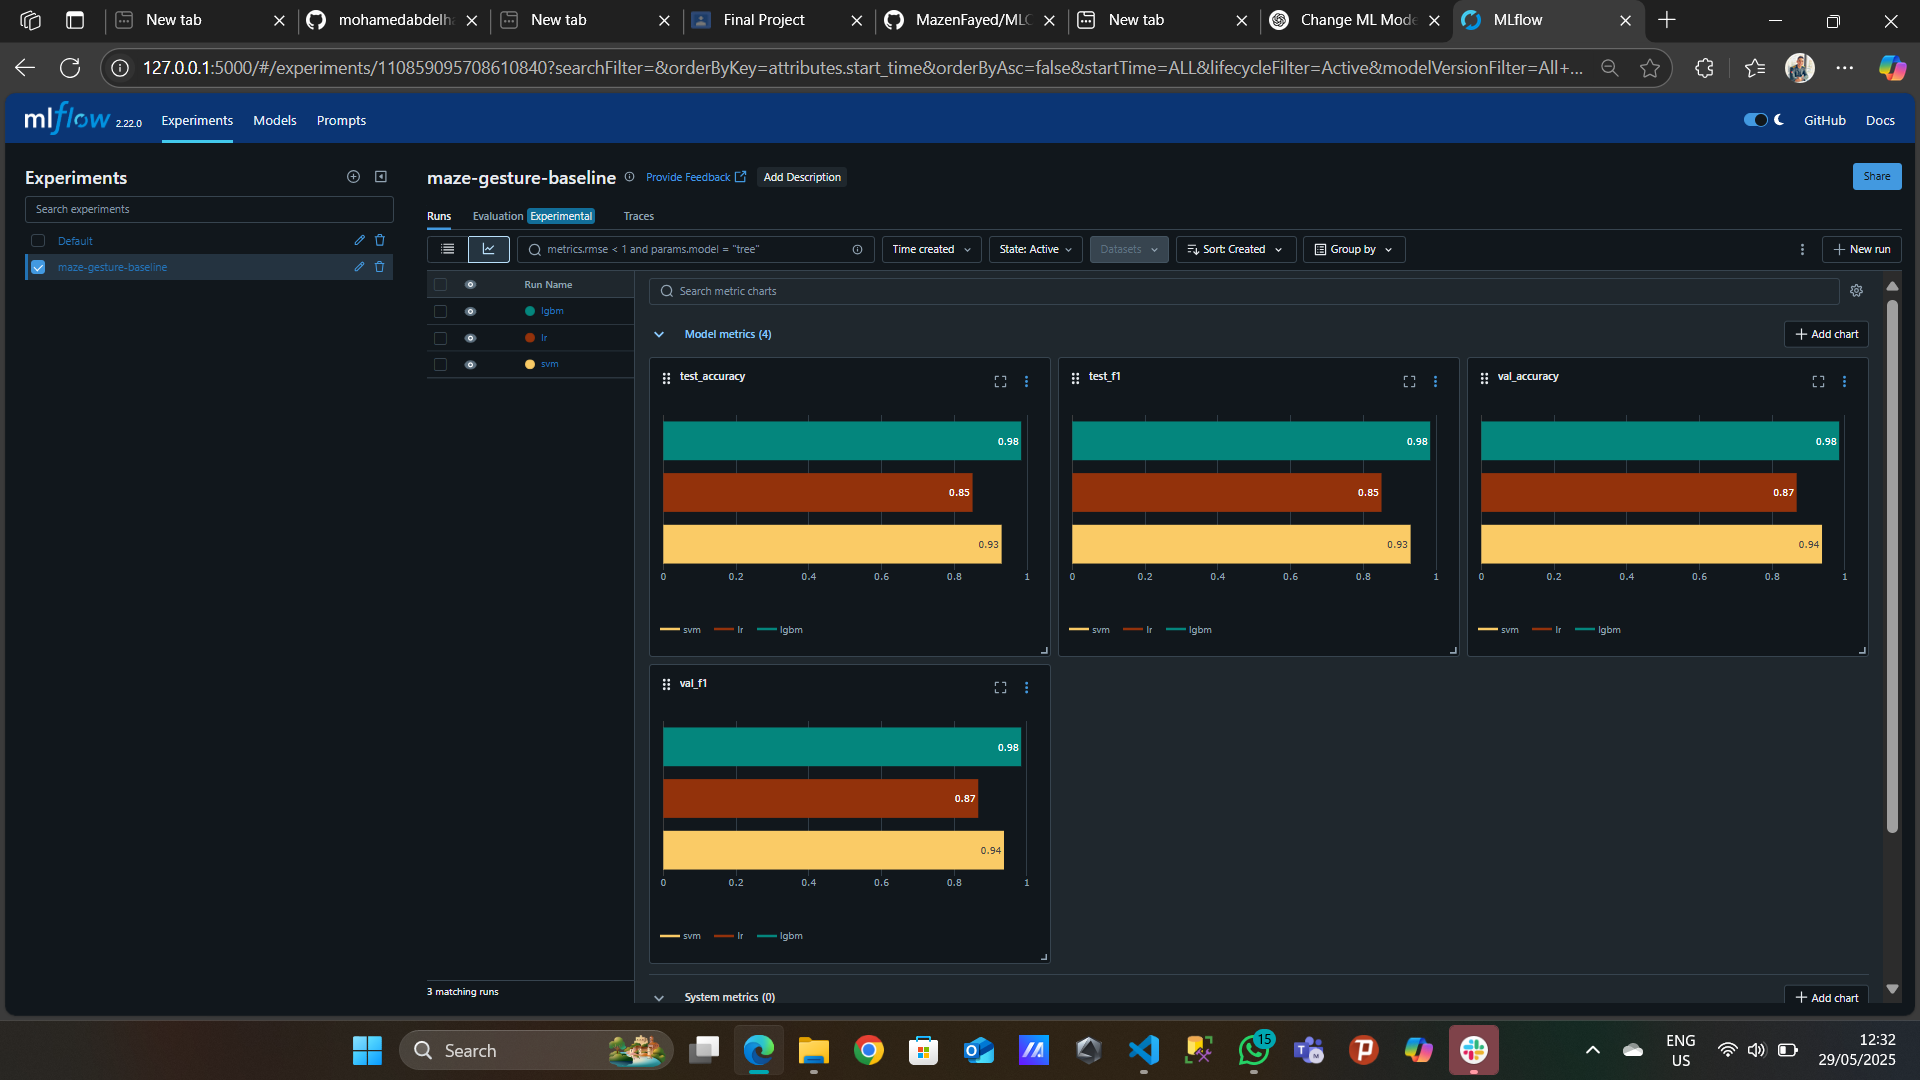 New tab
mohamedabdelha
New tab
Final Project
MazenFayed/MLO
New tab
Change ML Mode
MLflow
127.0.0.1:5000/#/experiments/110859095708610840?searchFilter=&orderByKey=attributes.start_time&orderByAsc=false&startTime=ALL&lifecycleFilter=Active&modelVersionFilter=All+...
mlflow 2.22.0 Experiments Models Prompts GitHub Docs
Experiments
Search experiments
Default
maze-gesture-baseline
maze-gesture-baseline Provide Feedback Add Description Share
Runs Evaluation Experimental Traces
metrics.rmse < 1 and params.model = "tree" Time created State: Active Datasets Sort: Created Group by New run
Run Name
lgbm
lr
svm
3 matching runs
Search metric charts
Model metrics (4) Add chart
test_accuracy
0.98
0.85
0.93
0 0.2 0.4 0.6 0.8 1
svm lr lgbm
test_f1
0.98
0.85
0.93
0 0.2 0.4 0.6 0.8 1
svm lr lgbm
val_accuracy
0.98
0.87
0.94
0 0.2 0.4 0.6 0.8 1
svm lr lgbm
val_f1
0.98
0.87
0.94
0 0.2 0.4 0.6 0.8 1
svm lr lgbm
System metrics (0) Add chart
Search
15
ENG
US
12:32
29/05/2025